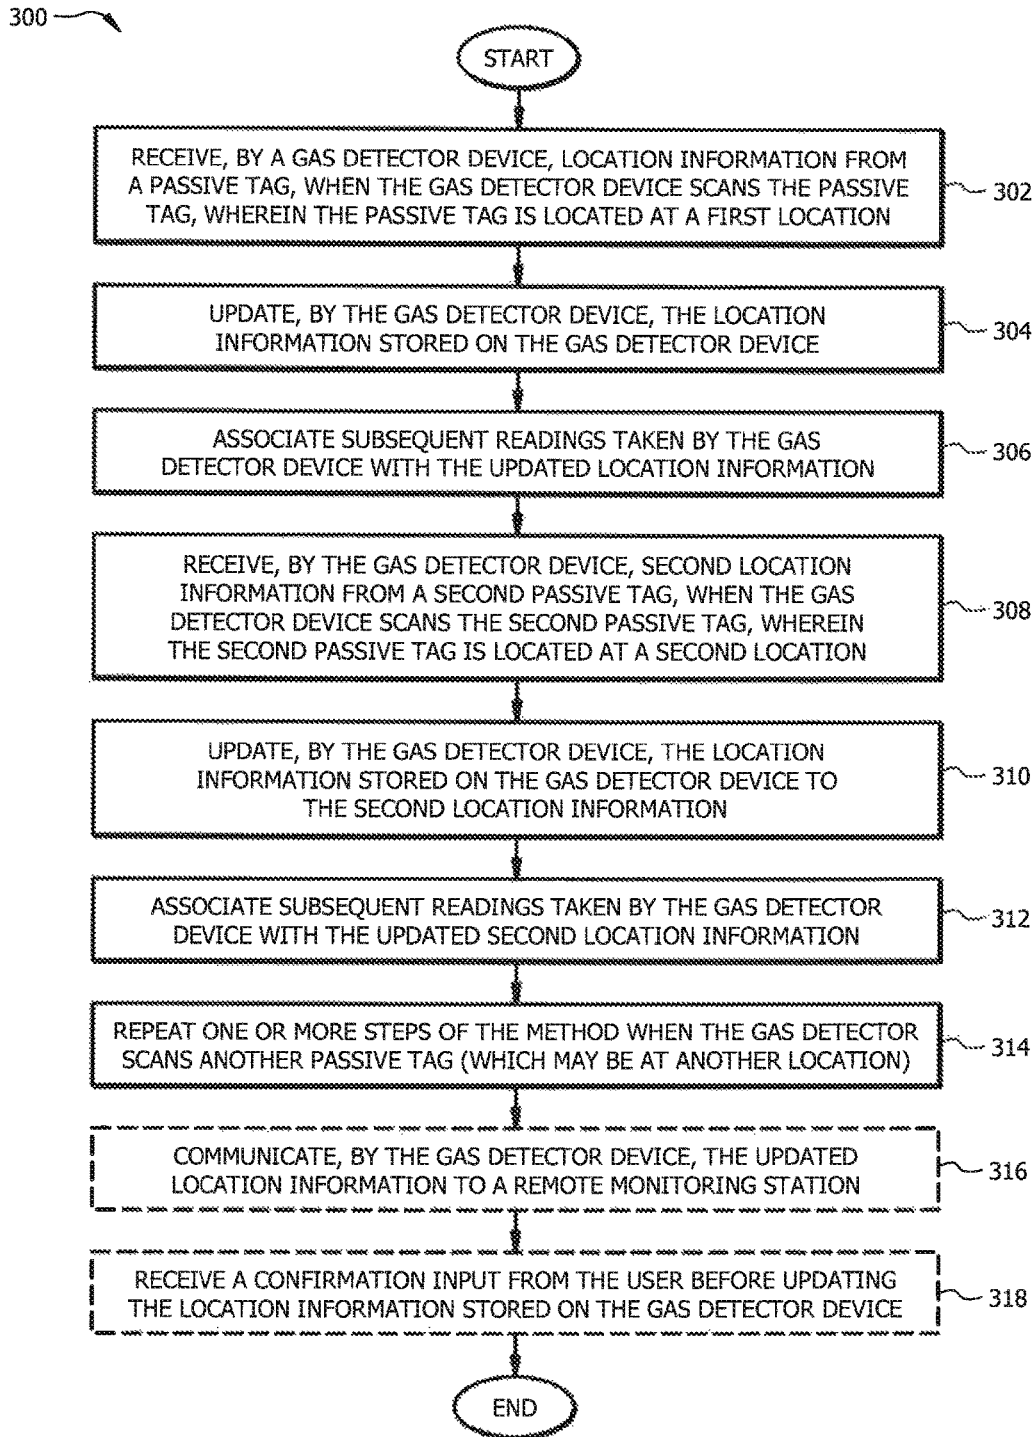 300
START
RECEIVE, BY A GAS DETECTOR DEVICE, LOCATION INFORMATION FROM
A PASSIVE TAG, WHEN THE GAS DETECTOR DEVICE SCANS THE PASSIVE
TAG, WHEREIN THE PASSIVE TAG IS LOCATED AT A FIRST LOCATION
302
UPDATE, BY THE GAS DETECTOR DEVICE, THE LOCATION
INFORMATION STORED ON THE GAS DETECTOR DEVICE
304
ASSOCIATE SUBSEQUENT READINGS TAKEN BY THE GAS
DETECTOR DEVICE WITH THE UPDATED LOCATION INFORMATION
306
RECEIVE, BY THE GAS DETECTOR DEVICE, SECOND LOCATION
INFORMATION FROM A SECOND PASSIVE TAG, WHEN THE GAS
DETECTOR DEVICE SCANS THE SECOND PASSIVE TAG, WHEREIN
THE SECOND PASSIVE TAG IS LOCATED AT A SECOND LOCATION
308
UPDATE, BY THE GAS DETECTOR DEVICE, THE LOCATION
INFORMATION STORED ON THE GAS DETECTOR DEVICE TO
THE SECOND LOCATION INFORMATION
310
ASSOCIATE SUBSEQUENT READINGS TAKEN BY THE GAS DETECTOR
DEVICE WITH THE UPDATED SECOND LOCATION INFORMATION
312
REPEAT ONE OR MORE STEPS OF THE METHOD WHEN THE GAS DETECTOR
SCANS ANOTHER PASSIVE TAG (WHICH MAY BE AT ANOTHER LOCATION)
314
COMMUNICATE, BY THE GAS DETECTOR DEVICE, THE UPDATED
LOCATION INFORMATION TO A REMOTE MONITORING STATION
316
RECEIVE A CONFIRMATION INPUT FROM THE USER BEFORE UPDATING
THE LOCATION INFORMATION STORED ON THE GAS DETECTOR DEVICE
318
END